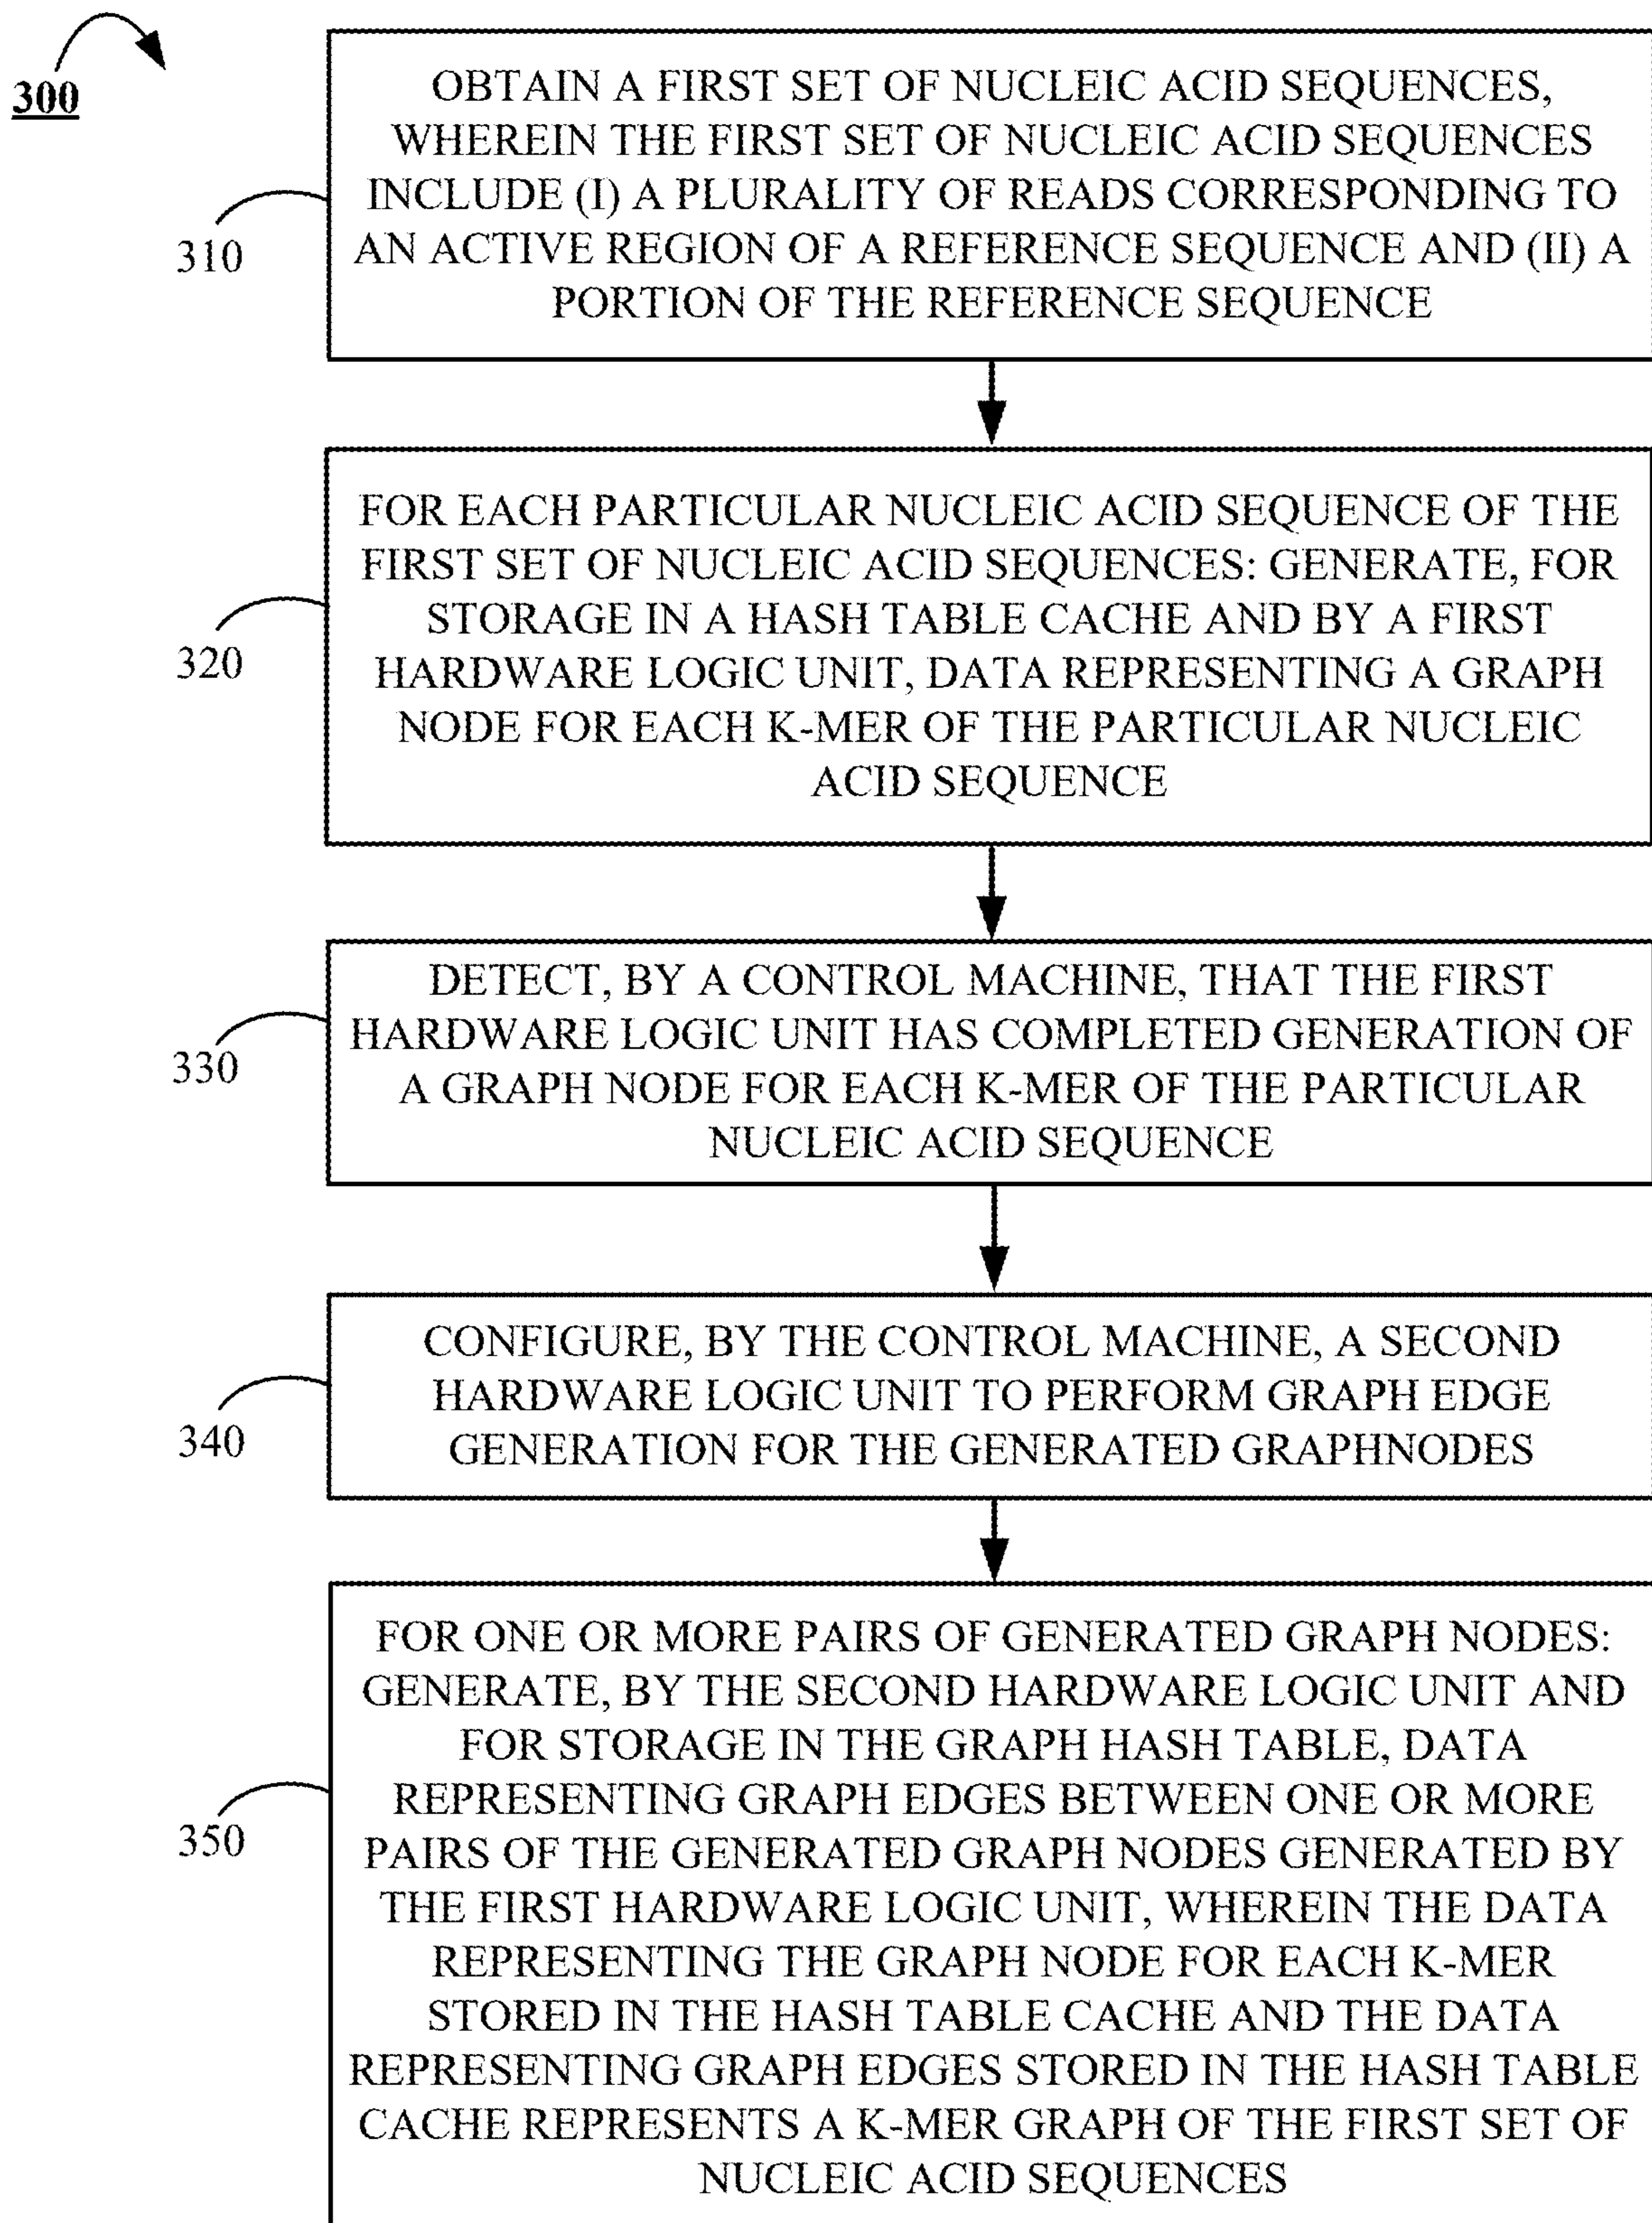 300
OBTAIN A FIRST SET OF NUCLEIC ACID SEQUENCES,
WHEREIN THE FIRST SET OF NUCLEIC ACID SEQUENCES
INCLUDE (I) A PLURALITY OF READS CORRESPONDING TO
AN ACTIVE REGION OF A REFERENCE SEQUENCE AND (II) A
PORTION OF THE REFERENCE SEQUENCE
310
FOR EACH PARTICULAR NUCLEIC ACID SEQUENCE OF THE
FIRST SET OF NUCLEIC ACID SEQUENCES: GENERATE, FOR
STORAGE IN A HASH TABLE CACHE AND BY A FIRST
HARDWARE LOGIC UNIT, DATA REPRESENTING A GRAPH
NODE FOR EACH K-MER OF THE PARTICULAR NUCLEIC
ACID SEQUENCE
320
DETECT, BY A CONTROL MACHINE, THAT THE FIRST
HARDWARE LOGIC UNIT HAS COMPLETED GENERATION OF
A GRAPH NODE FOR EACH K-MER OF THE PARTICULAR
NUCLEIC ACID SEQUENCE
330
CONFIGURE, BY THE CONTROL MACHINE, A SECOND
HARDWARE LOGIC UNIT TO PERFORM GRAPH EDGE
GENERATION FOR THE GENERATED GRAPHNODES
340
FOR ONE OR MORE PAIRS OF GENERATED GRAPH NODES:
GENERATE, BY THE SECOND HARDWARE LOGIC UNIT AND
FOR STORAGE IN THE GRAPH HASH TABLE, DATA
REPRESENTING GRAPH EDGES BETWEEN ONE OR MORE
PAIRS OF THE GENERATED GRAPH NODES GENERATED BY
THE FIRST HARDWARE LOGIC UNIT, WHEREIN THE DATA
REPRESENTING THE GRAPH NODE FOR EACH K-MER
STORED IN THE HASH TABLE CACHE AND THE DATA
REPRESENTING GRAPH EDGES STORED IN THE HASH TABLE
CACHE REPRESENTS A K-MER GRAPH OF THE FIRST SET OF
NUCLEIC ACID SEQUENCES
350